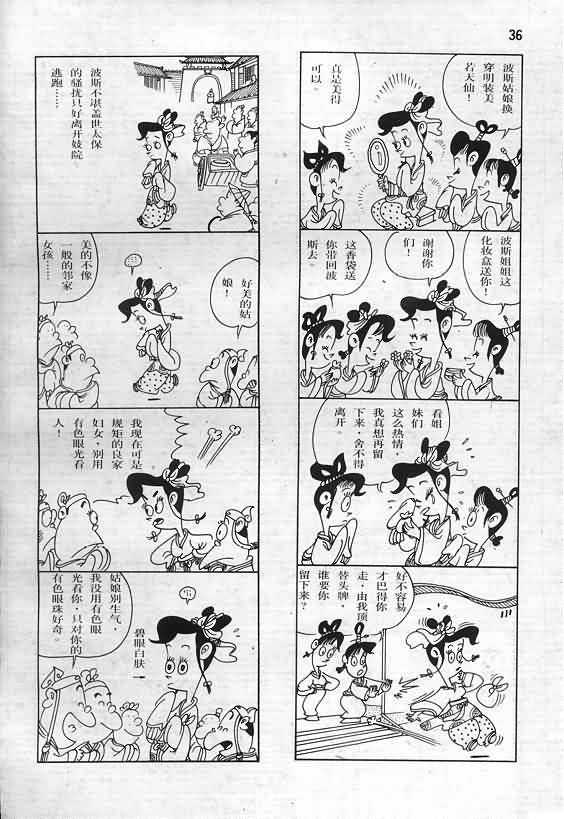 36
波斯姑娘换
穿明装美
若天仙！
真是美得
可以。
波斯姐姐这
化妆盒送你！
谢谢你
们！
这香袋送
你带回波
斯去。
看姐
妹们
这么热情，
我真想再留
下来，舍不得
离开。
好不容易
才巴得你
走，由我顶
替头牌，
谁要你
留下来？
波斯不堪盖世太保
的骚扰只好离开妓院
逃跑……
好美的姑
娘！
美的不像
一般的邻家
女孩……
我现在可是
规矩的良家
妇女，别用
有色眼光看
人！
姑娘别生气，
我没用有色眼
光看你，只对你的
有色眼珠好奇。
碧眼白肤